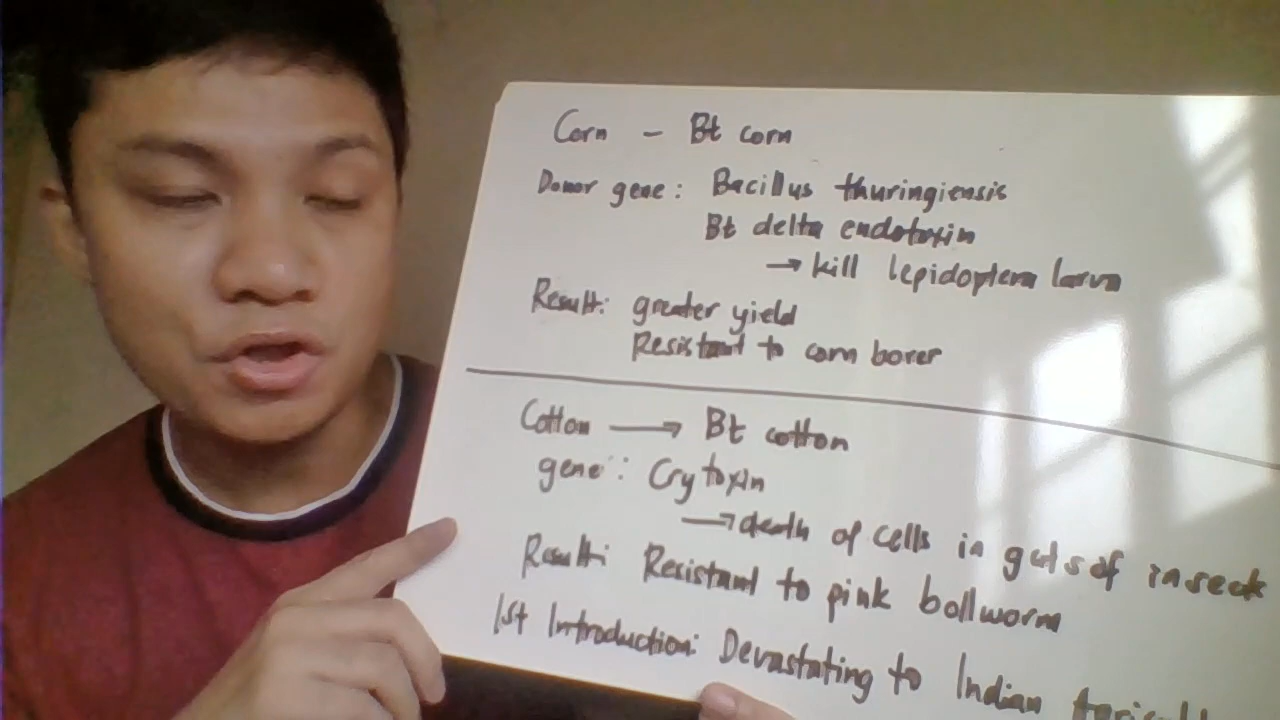 Corn - Bt corn
Donor gene: Bacillus thuringiensis
Bt delta endotoxin
→ kill lepidoptera larva
Result: greater yield
Resistant to corn borer
Cotton → Bt cotton
gene: Cry toxin
→ death of cells in guts of insect
Result: Resistant to pink bollworm
1st Introduction: Devastating to Indian